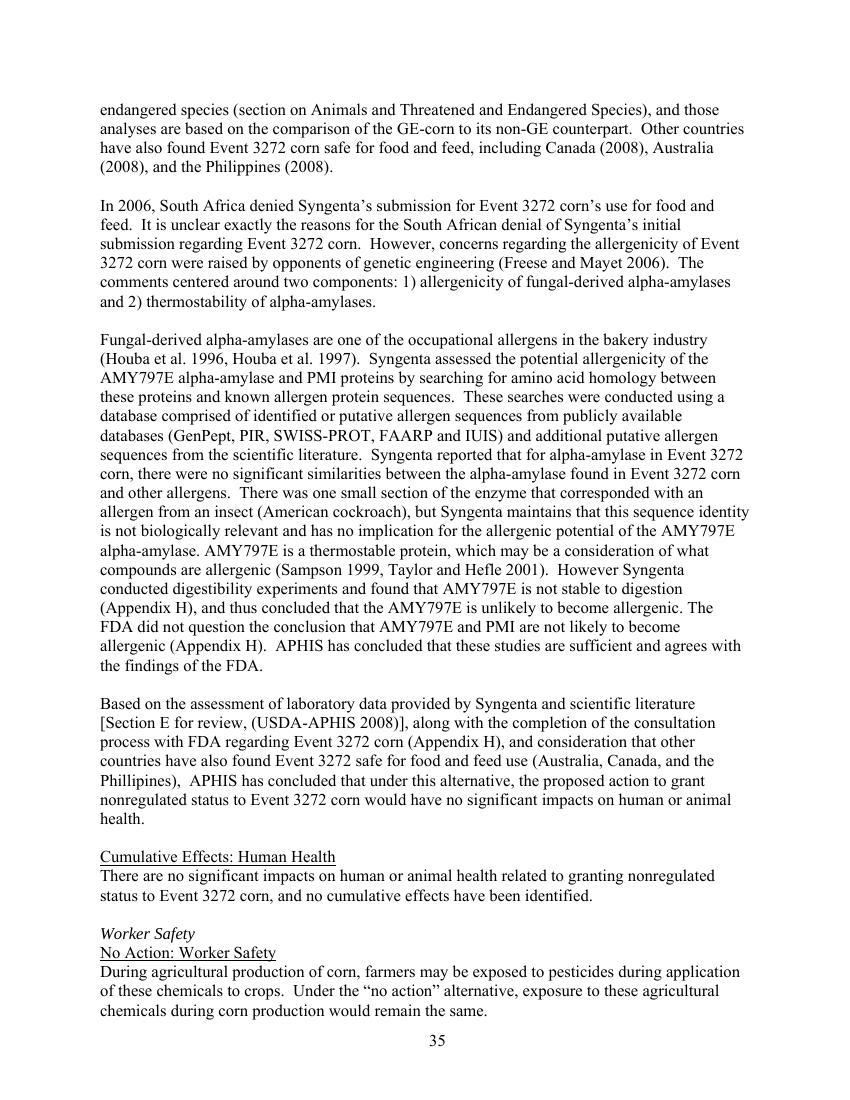 endangered species (section on Animals and Threatened and Endangered Species), and those
analyses are based on the comparison of the GE-corn to its non-GE counterpart.  Other countries
have also found Event 3272 corn safe for food and feed, including Canada (2008), Australia
(2008), and the Philippines (2008).

In 2006, South Africa denied Syngenta’s submission for Event 3272 corn’s use for food and
feed.  It is unclear exactly the reasons for the South African denial of Syngenta’s initial
submission regarding Event 3272 corn.  However, concerns regarding the allergenicity of Event
3272 corn were raised by opponents of genetic engineering (Freese and Mayet 2006).  The
comments centered around two components: 1) allergenicity of fungal-derived alpha-amylases
and 2) thermostability of alpha-amylases.

Fungal-derived alpha-amylases are one of the occupational allergens in the bakery industry
(Houba et al. 1996, Houba et al. 1997).  Syngenta assessed the potential allergenicity of the
AMY797E alpha-amylase and PMI proteins by searching for amino acid homology between
these proteins and known allergen protein sequences.  These searches were conducted using a
database comprised of identified or putative allergen sequences from publicly available
databases (GenPept, PIR, SWISS-PROT, FAARP and IUIS) and additional putative allergen
sequences from the scientific literature.  Syngenta reported that for alpha-amylase in Event 3272
corn, there were no significant similarities between the alpha-amylase found in Event 3272 corn
and other allergens.  There was one small section of the enzyme that corresponded with an
allergen from an insect (American cockroach), but Syngenta maintains that this sequence identity
is not biologically relevant and has no implication for the allergenic potential of the AMY797E
alpha-amylase. AMY797E is a thermostable protein, which may be a consideration of what
compounds are allergenic (Sampson 1999, Taylor and Hefle 2001).  However Syngenta
conducted digestibility experiments and found that AMY797E is not stable to digestion
(Appendix H), and thus concluded that the AMY797E is unlikely to become allergenic. The
FDA did not question the conclusion that AMY797E and PMI are not likely to become
allergenic (Appendix H).  APHIS has concluded that these studies are sufficient and agrees with
the findings of the FDA.

Based on the assessment of laboratory data provided by Syngenta and scientific literature
[Section E for review, (USDA-APHIS 2008)], along with the completion of the consultation
process with FDA regarding Event 3272 corn (Appendix H), and consideration that other
countries have also found Event 3272 safe for food and feed use (Australia, Canada, and the
Phillipines),  APHIS has concluded that under this alternative, the proposed action to grant
nonregulated status to Event 3272 corn would have no significant impacts on human or animal
health.

Cumulative Effects: Human Health
There are no significant impacts on human or animal health related to granting nonregulated
status to Event 3272 corn, and no cumulative effects have been identified.

Worker Safety
No Action: Worker Safety
During agricultural production of corn, farmers may be exposed to pesticides during application
of these chemicals to crops.  Under the “no action” alternative, exposure to these agricultural
chemicals during corn production would remain the same.
35